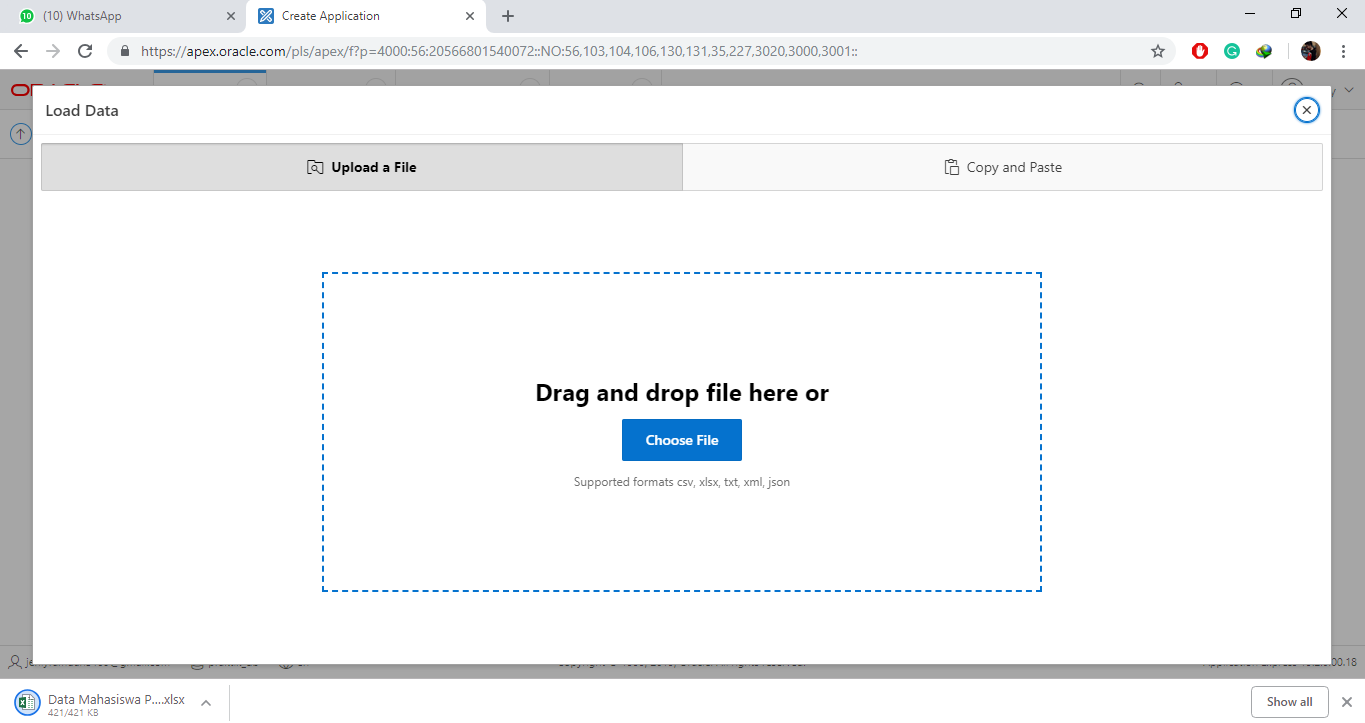 10 (10) WhatsApp
Create Application
https://apex.oracle.com/pls/apex/f?p=4000:56:20566801540072::NO:56,103,104,106,130,131,35,227,3020,3000,3001::
Load Data
Upload a File
Copy and Paste
Drag and drop file here or
Choose File
Supported formats csv, xlsx, txt, xml, json
Data Mahasiswa P....xlsx
421/421 KB
Show all